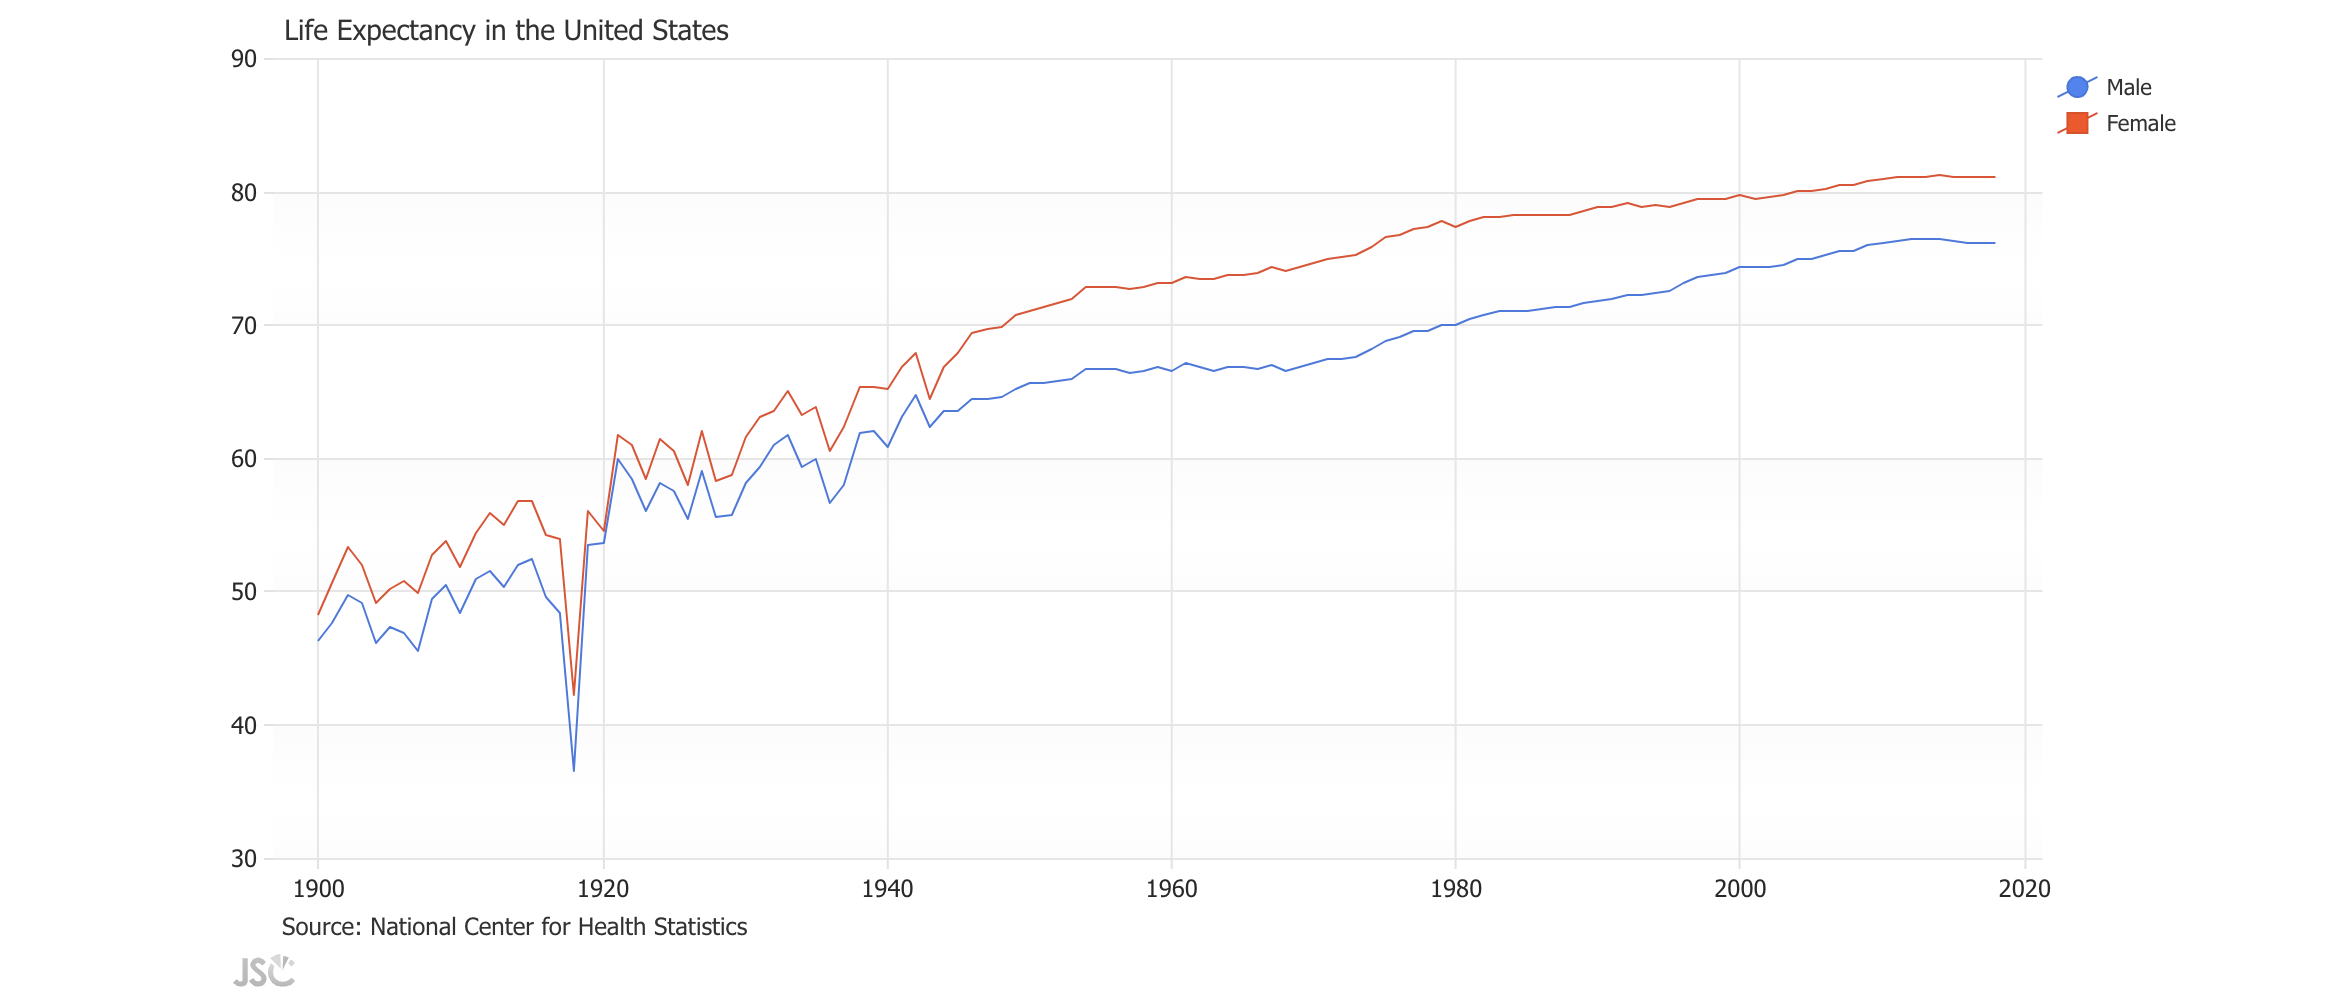 Life Expectancy in the United States
90
80
70
60
50
40
30
1900 1920 1940 1960 1980 2000 2020
Male
Female
Source: National Center for Health Statistics
JSC